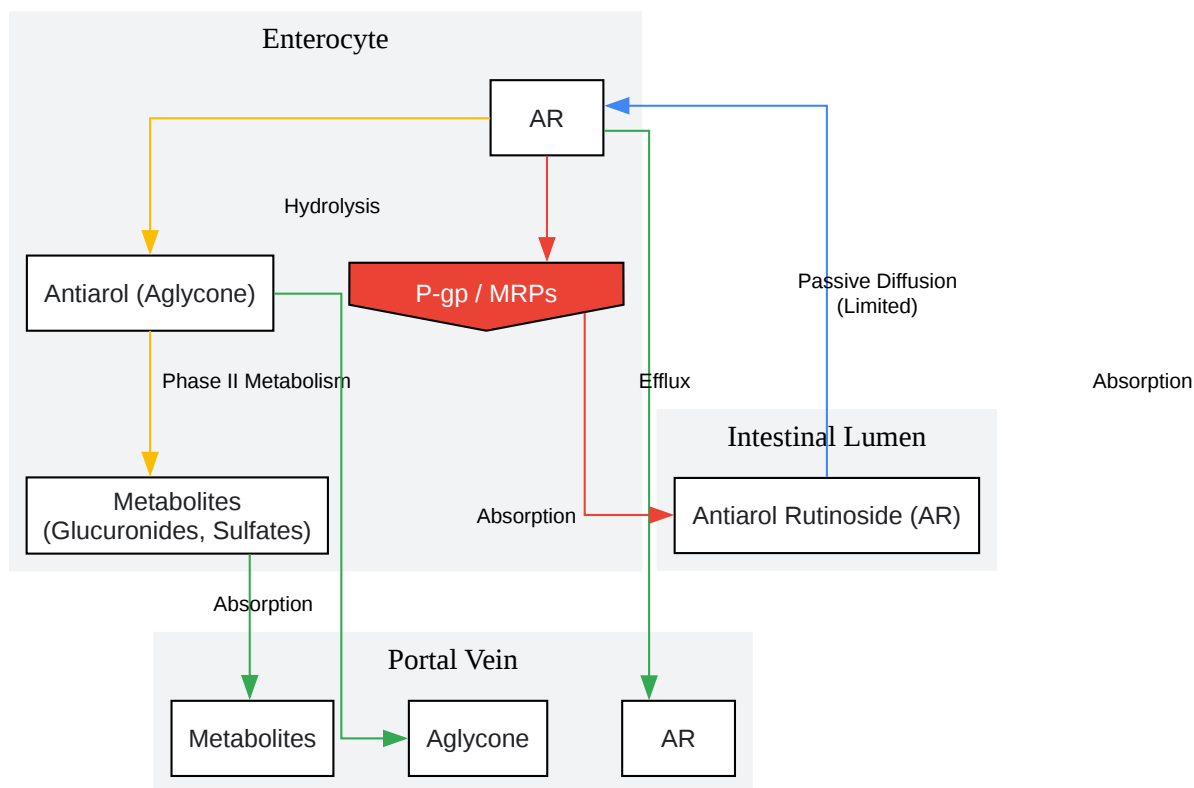 Enterocyte
AR
Hydrolysis
Antiarol (Aglycone)
P-gp / MRPs
Passive Diffusion
(Limited)
Phase II Metabolism
Efflux
Absorption
Intestinal Lumen
Metabolites
(Glucuronides, Sulfates)
Absorption
Antiarol Rutinoside (AR)
Absorption
Portal Vein
Metabolites
Aglycone
AR